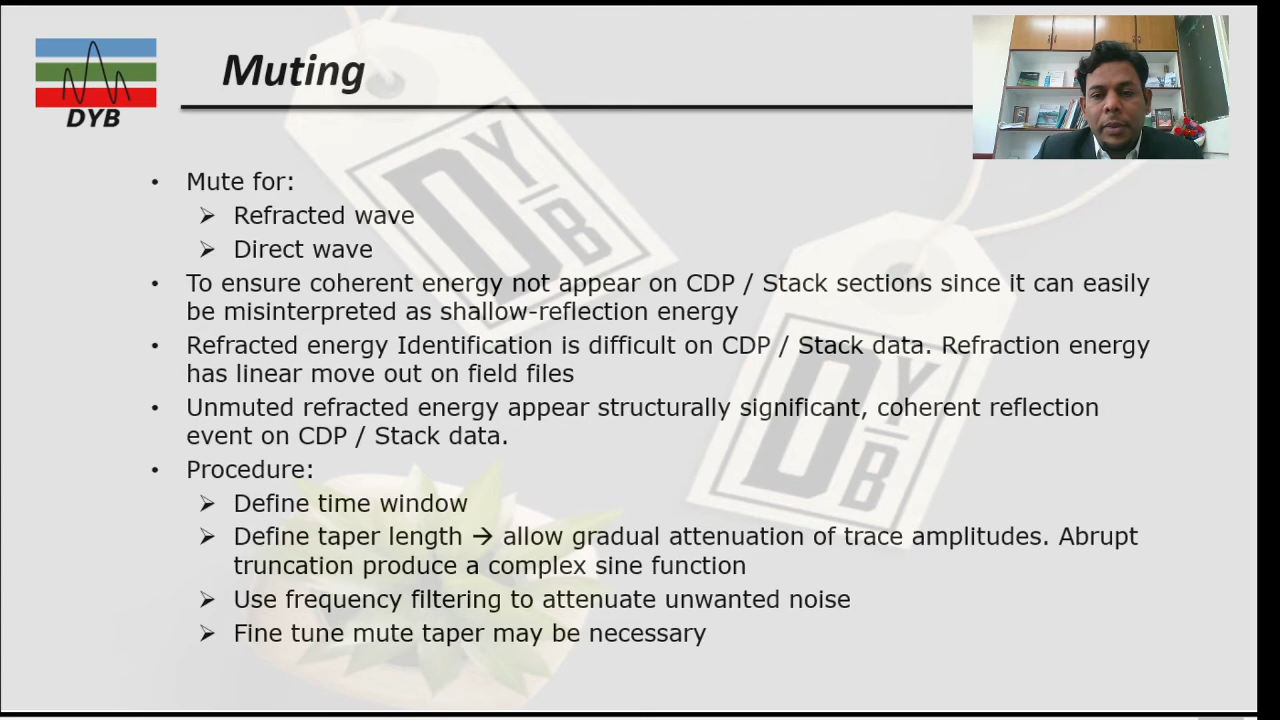 Muting
DYB
• Mute for:
➢ Refracted wave
➢ Direct wave
• To ensure coherent energy not appear on CDP / Stack sections since it can easily
be misinterpreted as shallow-reflection energy
• Refracted energy Identification is difficult on CDP / Stack data. Refraction energy
has linear move out on field files
• Unmuted refracted energy appear structurally significant, coherent reflection
event on CDP / Stack data.
• Procedure:
➢ Define time window
➢ Define taper length → allow gradual attenuation of trace amplitudes. Abrupt
truncation produce a complex sine function
➢ Use frequency filtering to attenuate unwanted noise
➢ Fine tune mute taper may be necessary
DYB
DYB